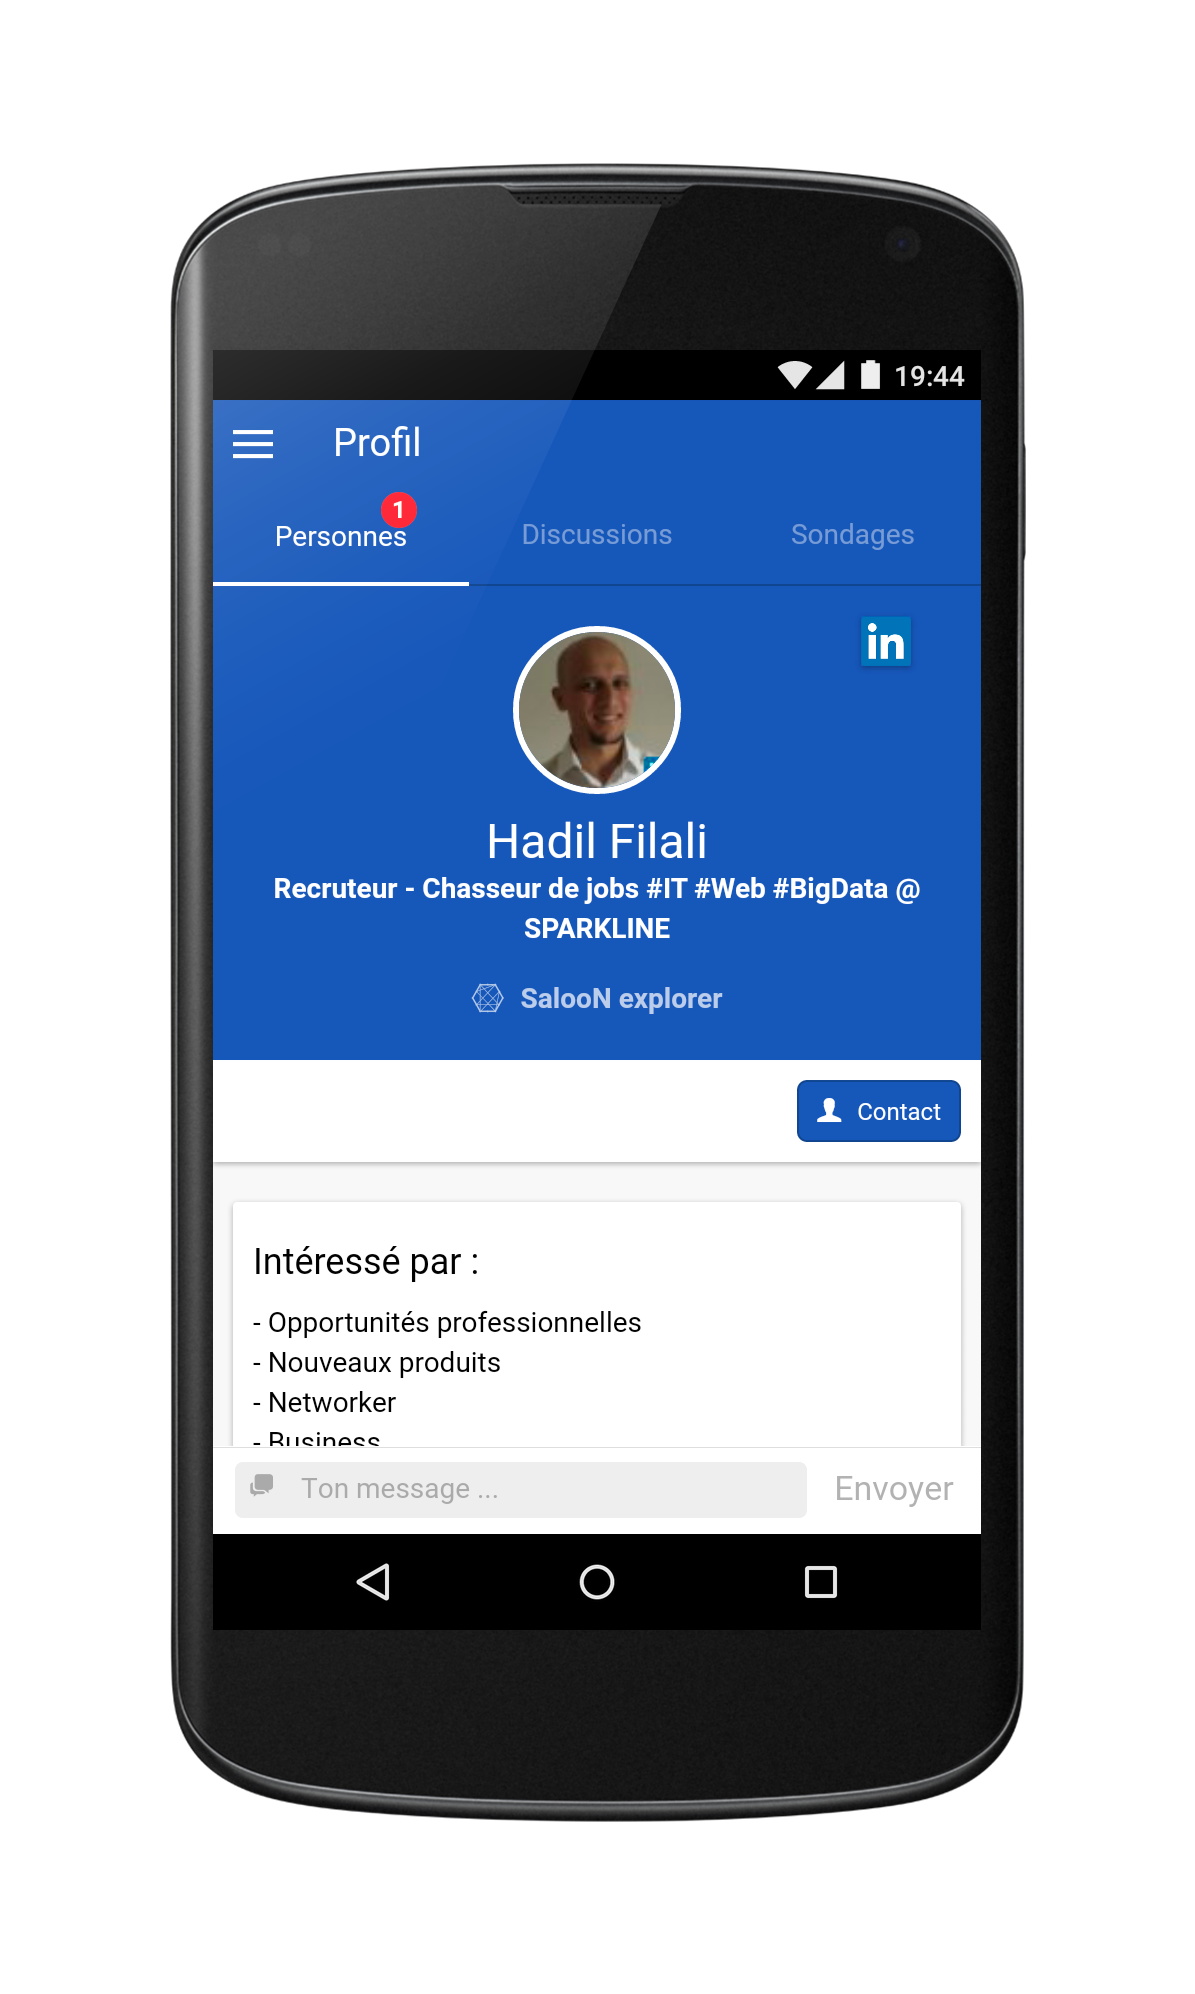 19:44
Profil
1
Personnes
Discussions
Sondages
in
Hadil Filali
Recruteur - Chasseur de jobs #IT #Web #BigData @
SPARKLINE
SalooN explorer
Contact
Intéressé par :
- Opportunités professionnelles
- Nouveaux produits
- Networker
- Business
Ton message ...
Envoyer